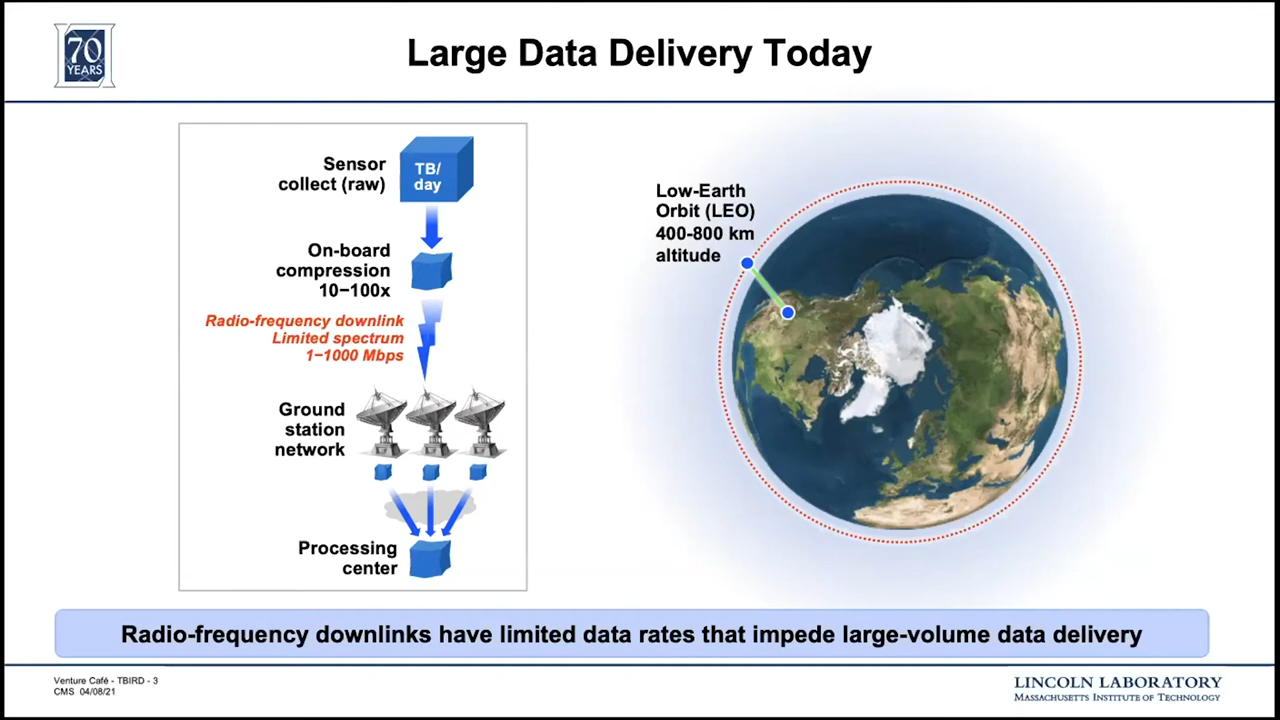 70
YEARS
Large Data Delivery Today
Sensor
collect (raw)
TB/
day
On-board
compression
10−100x
Radio-frequency downlink
Limited spectrum
1−1000 Mbps
Ground
station
network
Processing
center
Low-Earth
Orbit (LEO)
400-800 km
altitude
Radio-frequency downlinks have limited data rates that impede large-volume data delivery
Venture Café - TBIRD - 3
CMS 04/08/21
LINCOLN LABORATORY
MASSACHUSETTS INSTITUTE OF TECHNOLOGY